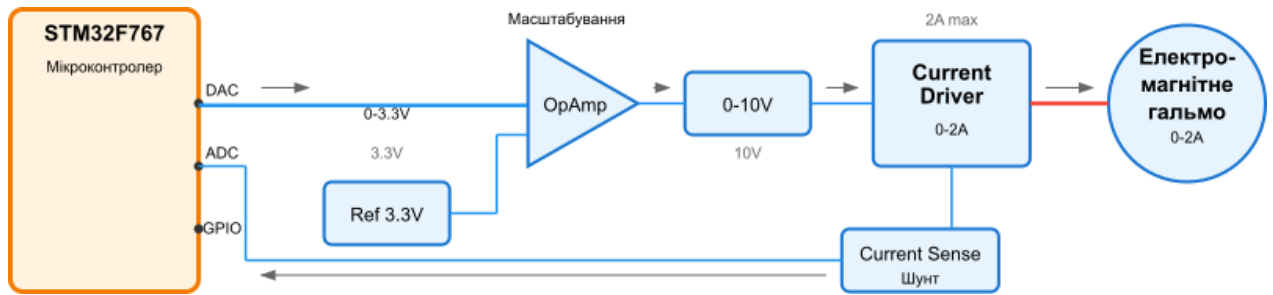 STM32F767
Мікроконтролер
DAC
ADC
GPIO
0-3.3V
3.3V
Ref 3.3V
Масштабування
OpAmp
0-10V
10V
2A max
Current
Driver
0-2A
Current Sense
Шунт
Електро-
магнітне
гальмо
0-2A